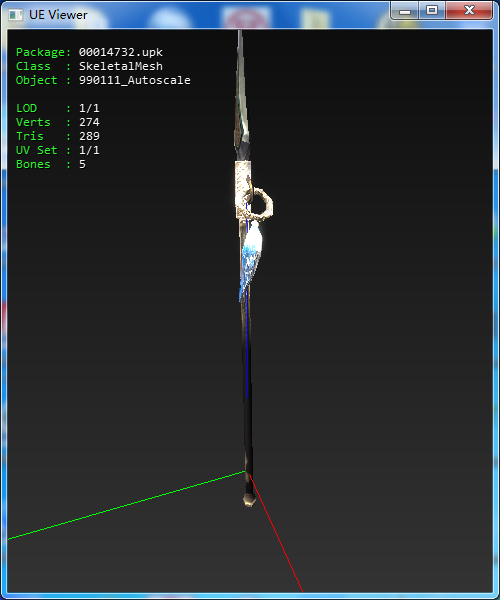 UE Viewer
Package: 00014732.upk
Class : SkeletalMesh
Object : 990111_Autoscale
LOD : 1/1
Verts : 274
Tris : 289
UV Set : 1/1
Bones : 5